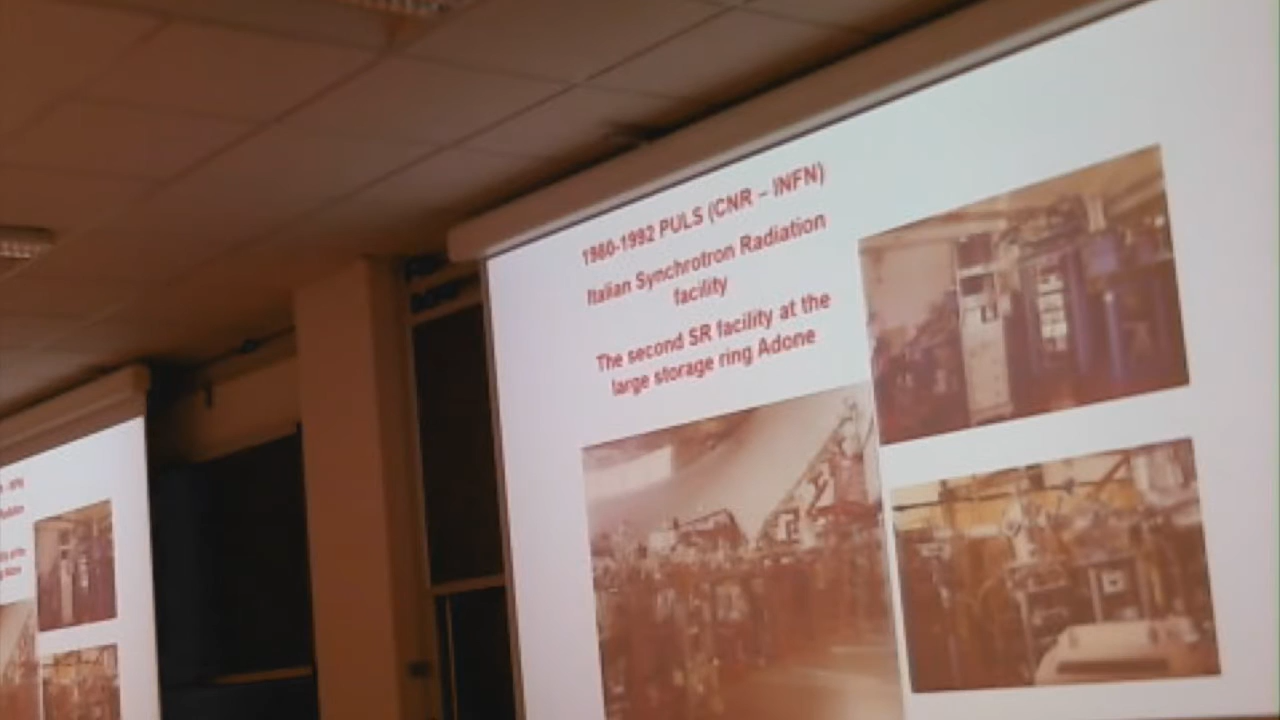 1980-1992 PULS (CNR – INFN)
Italian Synchrotron Radiation
facility
The second SR facility at the
large storage ring Adone